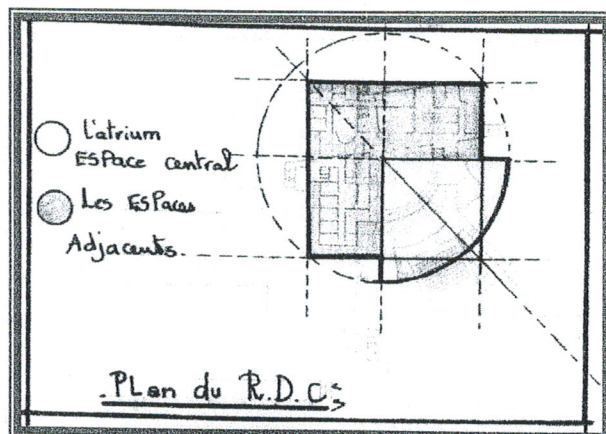 L'atrium
ESPace central
Les ESPaces
Adjacents.
.PLan du R.D.C